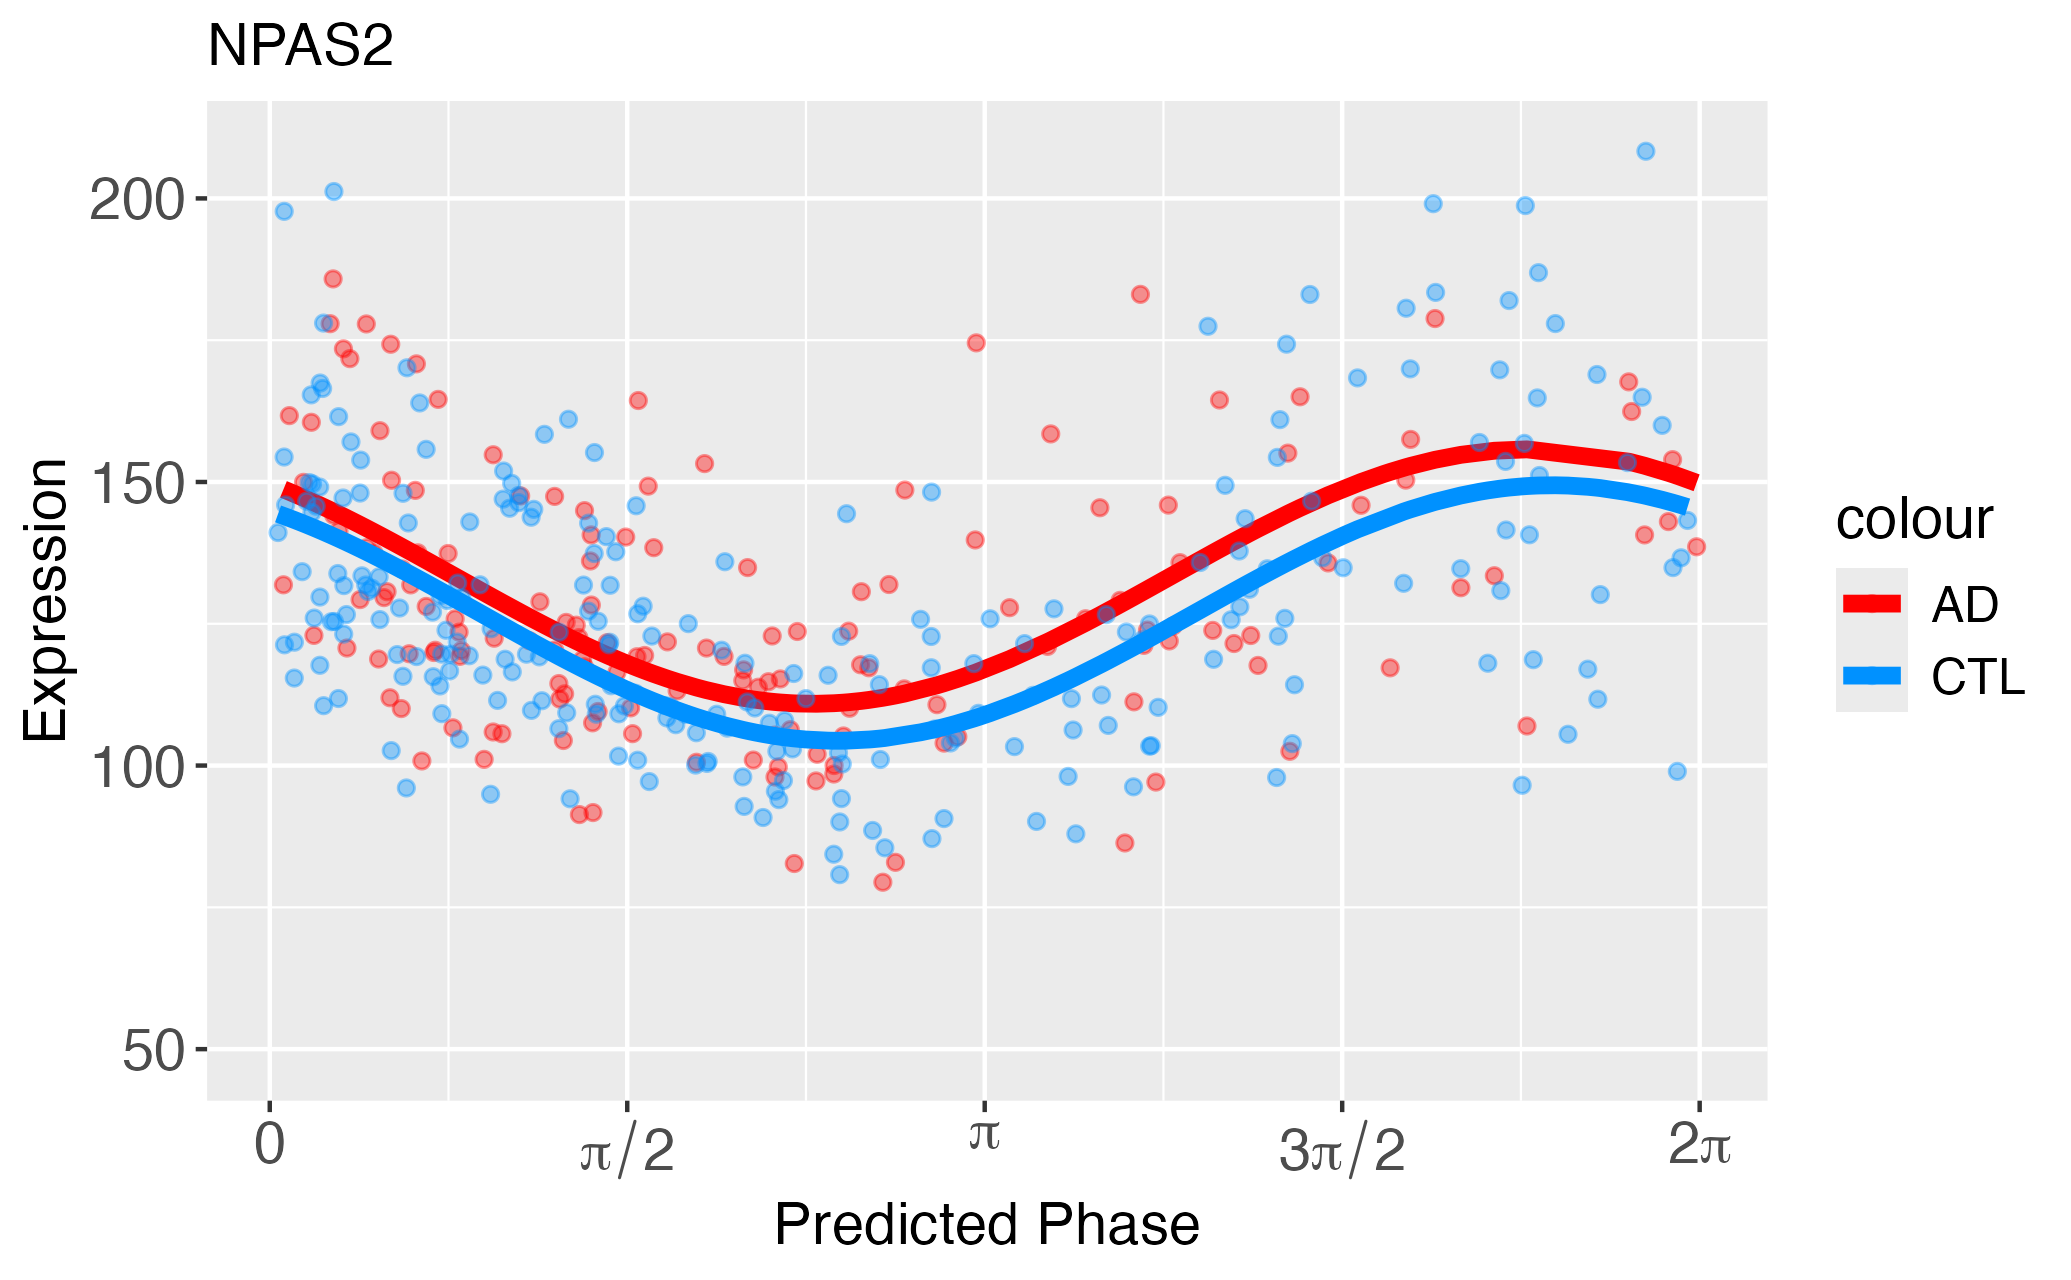 NPAS2
Expression
200
150
100
50
0
π/2
π
3π/2
2π
Predicted Phase
colour
AD
CTL